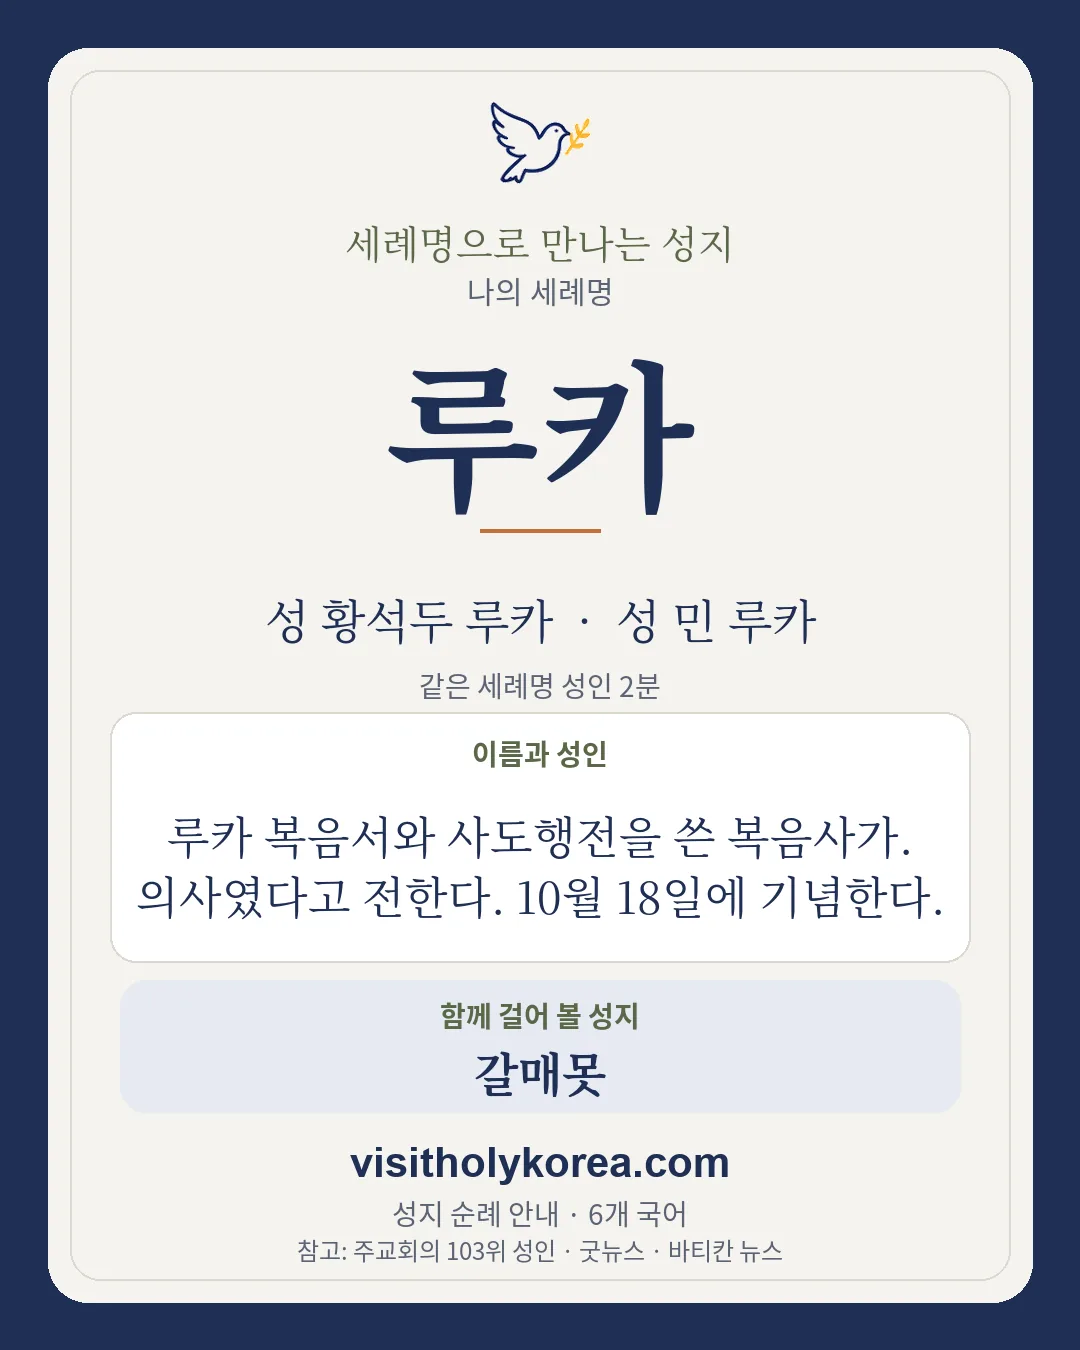 세례명으로 만나는 성지
나의 세례명
루카
성 황석두 루카 · 성 민 루카
같은 세례명 성인 2분
이름과 성인
루카 복음서와 사도행전을 쓴 복음사가.
의사였다고 전한다. 10월 18일에 기념한다.
함께 걸어 볼 성지
갈매못
visitholykorea.com
성지 순례 안내 · 6개 국어
참고: 주교회의 103위 성인 · 굿뉴스 · 바티칸 뉴스